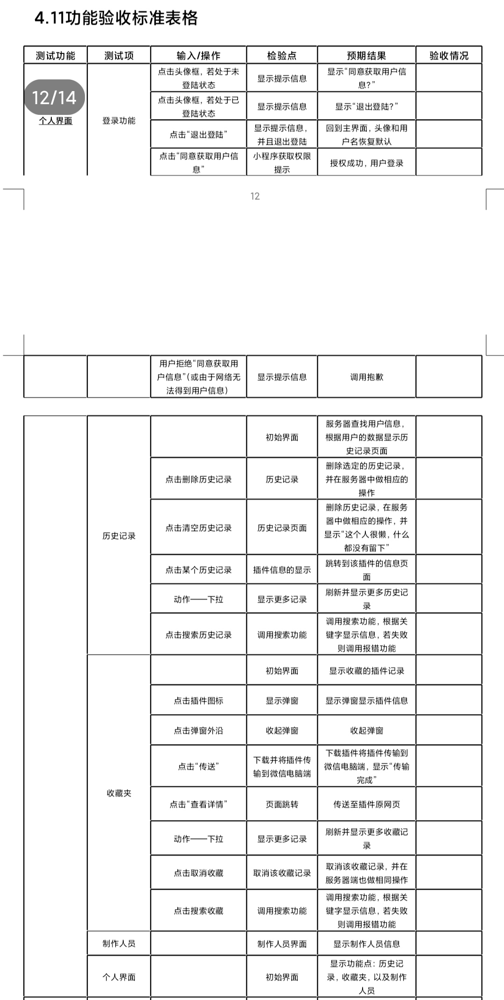 4.11功能验收标准表格
测试功能 测试项 输入/操作 检验点 预期结果 验收情况
12/14
个人界面
登录功能
点击头像框，若处于未
登陆状态
显示提示信息
显示“同意获取用户信
息？”
点击头像框，若处于已
登陆状态
显示提示信息
显示“退出登陆？”
点击“退出登陆”
显示提示信息，
并且退出登陆
回到主界面，头像和用
户名恢复默认
点击“同意获取用户信
息”
小程序获取权限
提示
授权成功，用户登录
12
用户拒绝“同意获取用
户信息”（或由于网络无
法得到用户信息）
显示提示信息
调用抱歉
历史记录
初始界面
服务器查找用户信息，
根据用户的数据显示历
史记录页面
点击删除历史记录
历史记录
删除选定的历史记录，
并在服务器中做相应的
操作
点击清空历史记录
历史记录页面
删除历史记录，在服务
器中做相应的操作，并
显示“这个人很懒，什么
都没有留下”
点击某个历史记录
插件信息的显示
跳转到该插件的信息页
面
动作——下拉
显示更多记录
刷新并显示更多历史记
录
点击搜索历史记录
调用搜索功能
调用搜索功能，根据关
键字显示信息，若失败
则调用报错功能
收藏夹
初始界面
显示收藏的插件记录
点击插件图标
显示弹窗
显示弹窗显示插件信息
点击弹窗外沿
收起弹窗
收起弹窗
点击“传送”
下载并将插件传
输到微信电脑端
下载插件将插件传输到
微信电脑端，显示“传输
完成”
点击“查看详情”
页面跳转
传送至插件原网页
动作——下拉
显示更多记录
刷新并显示更多收藏记
录
点击取消收藏
取消该收藏记录
取消该收藏记录，并在
服务器端也做相同操作
点击搜索收藏
调用搜索功能
调用搜索功能，根据关
键字显示信息，若失败
则调用报错功能
制作人员
制作人员界面
显示制作人员信息
个人界面
初始界面
显示功能点：历史记
录，收藏夹，以及制作
人员